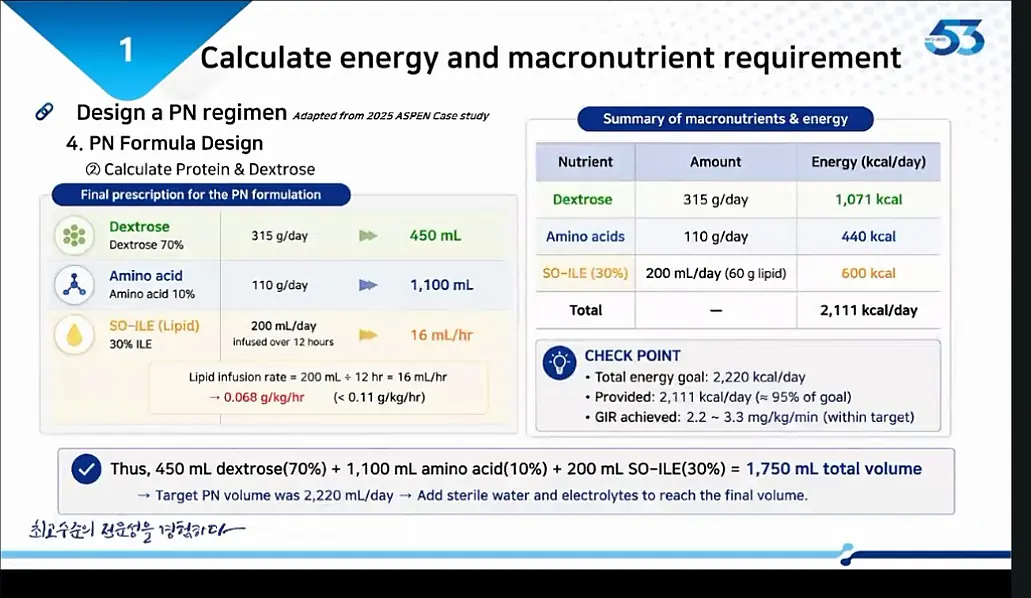 1
Calculate energy and macronutrient requirement
53
Design a PN regimen Adapted from 2025 ASPEN Case study
4. PN Formula Design
② Calculate Protein & Dextrose
Final prescription for the PN formulation
Dextrose
Dextrose 70%
315 g/day
450 mL
Amino acid
Amino acid 10%
110 g/day
1,100 mL
SO-ILE (Lipid)
30% ILE
200 mL/day
infused over 12 hours
16 mL/hr
Lipid infusion rate = 200 mL ÷ 12 hr = 16 mL/hr
→ 0.068 g/kg/hr (< 0.11 g/kg/hr)
Summary of macronutrients & energy
Nutrient Amount Energy (kcal/day)
Dextrose 315 g/day 1,071 kcal
Amino acids 110 g/day 440 kcal
SO-ILE (30%) 200 mL/day (60 g lipid) 600 kcal
Total — 2,111 kcal/day
CHECK POINT
• Total energy goal: 2,220 kcal/day
• Provided: 2,111 kcal/day (≈ 95% of goal)
• GIR achieved: 2.2 ~ 3.3 mg/kg/min (within target)
Thus, 450 mL dextrose(70%) + 1,100 mL amino acid(10%) + 200 mL SO-ILE(30%) = 1,750 mL total volume
→ Target PN volume was 2,220 mL/day → Add sterile water and electrolytes to reach the final volume.
최고수준의 전문성을 경험하다